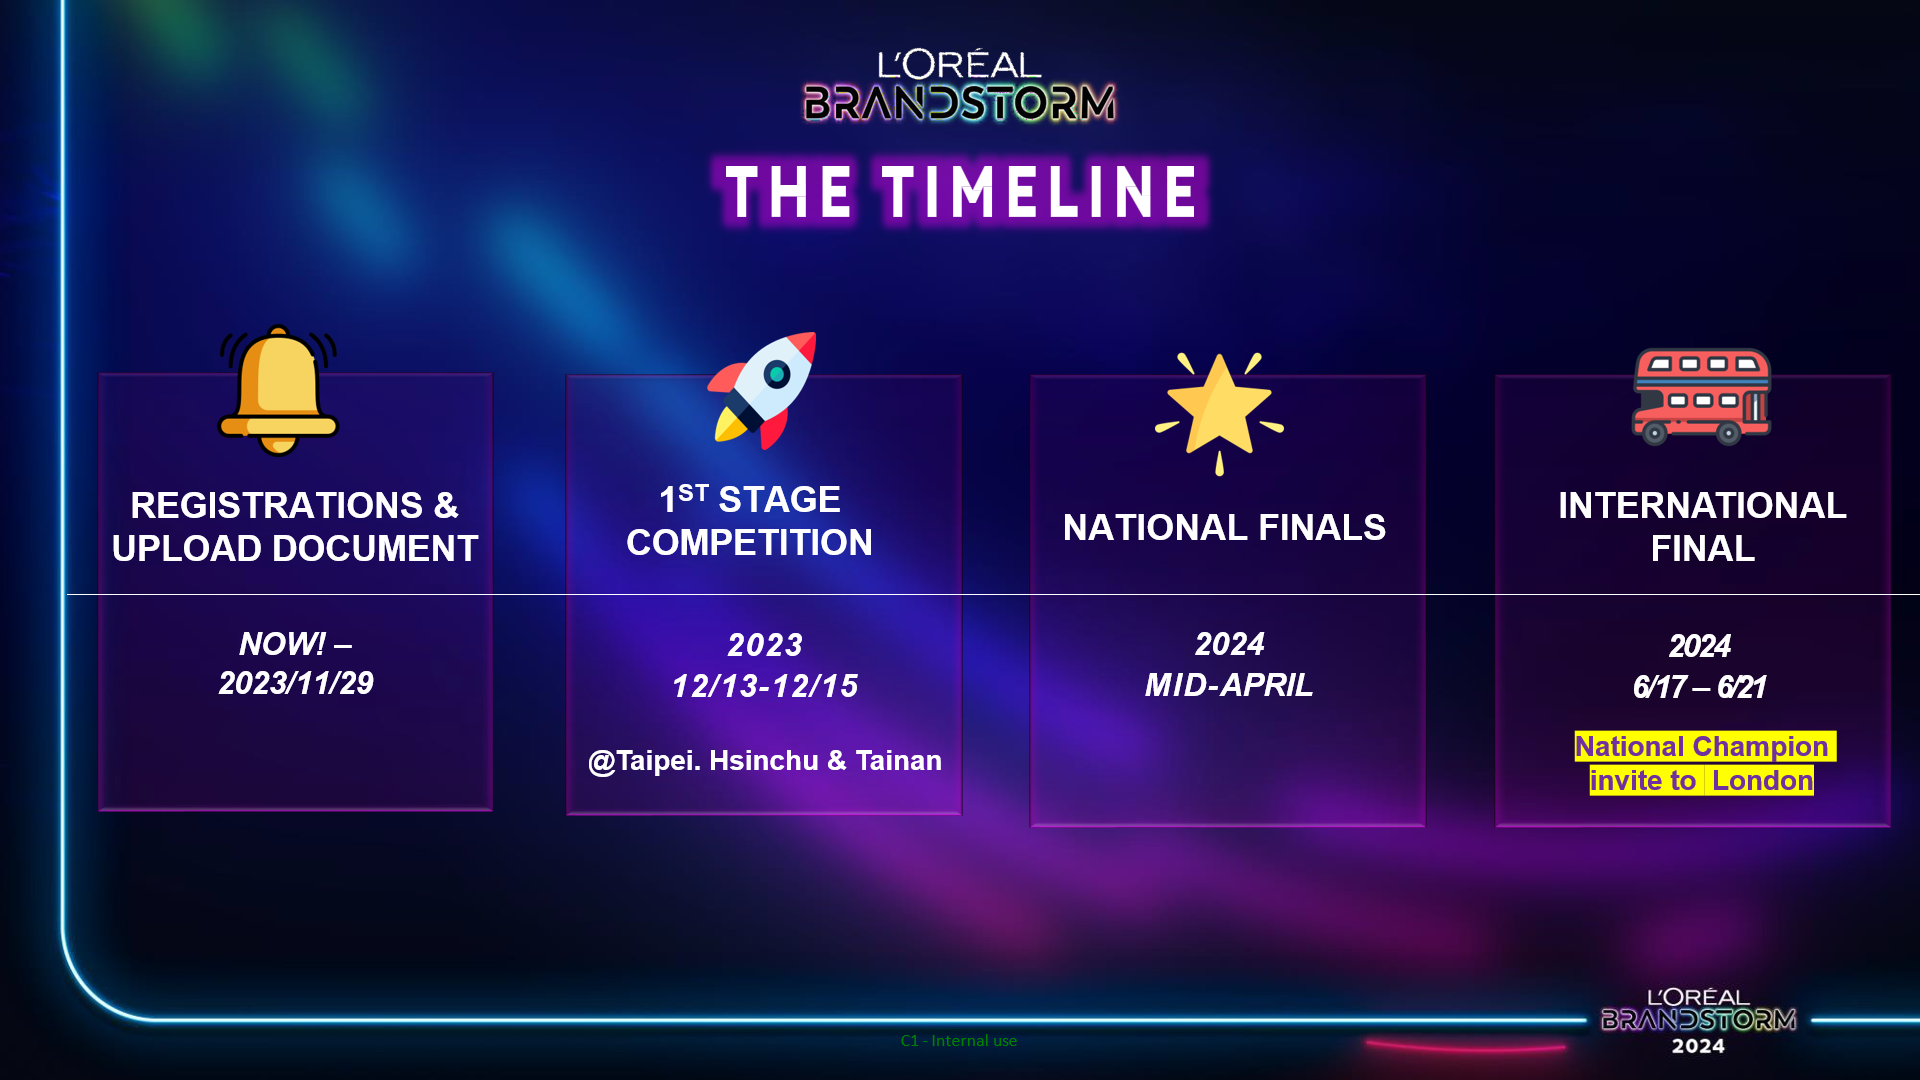 L'ORÉAL
BRANDSTORM
THE TIMELINE
REGISTRATIONS &
UPLOAD DOCUMENT
NOW! –
2023/11/29
1ST STAGE
COMPETITION
2023
12/13-12/15
@Taipei. Hsinchu & Tainan
NATIONAL FINALS
2024
MID-APRIL
INTERNATIONAL
FINAL
2024
6/17 – 6/21
National Champion
invite to London
C1 - Internal use
L'ORÉAL
BRANDSTORM
2024